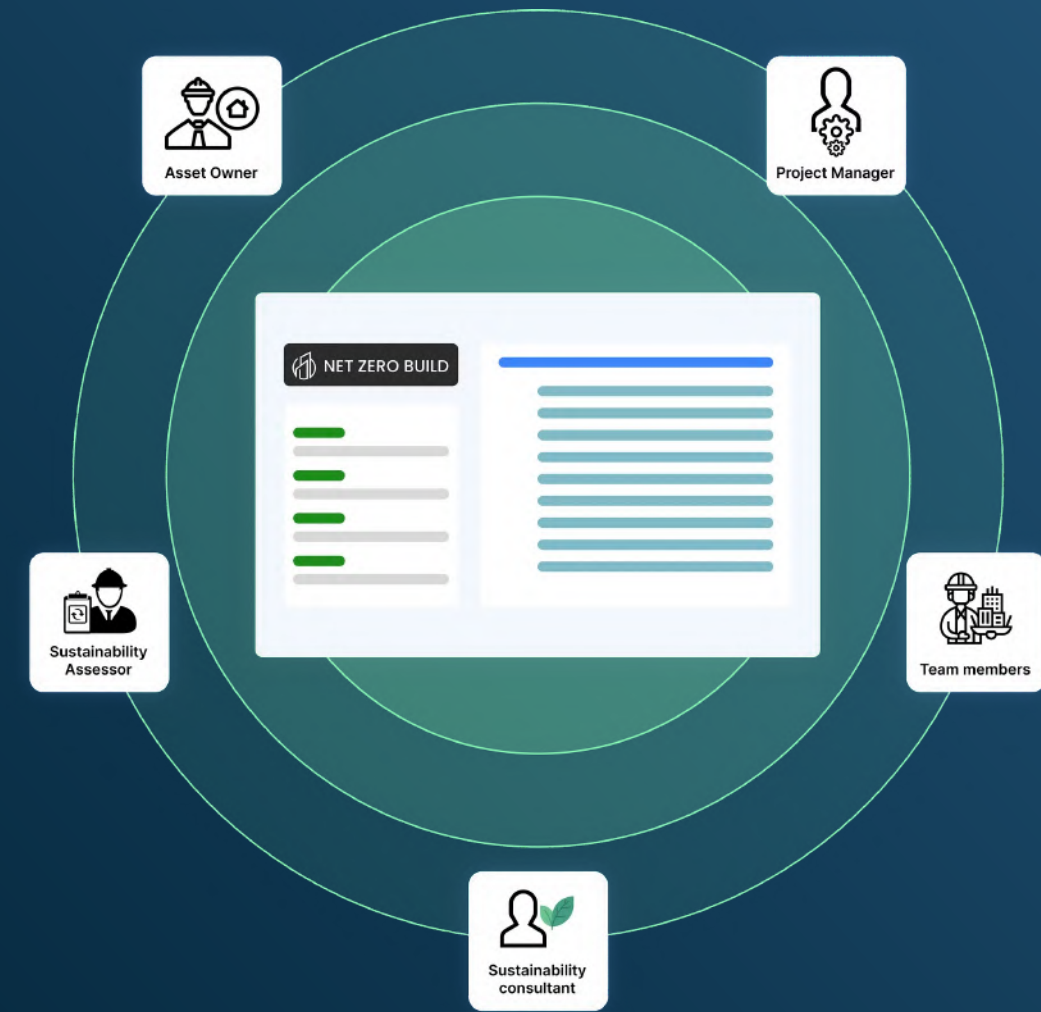 Asset Owner
Project Manager
NET ZERO BUILD
Sustainability
Assessor
Team members
Sustainability
consultant